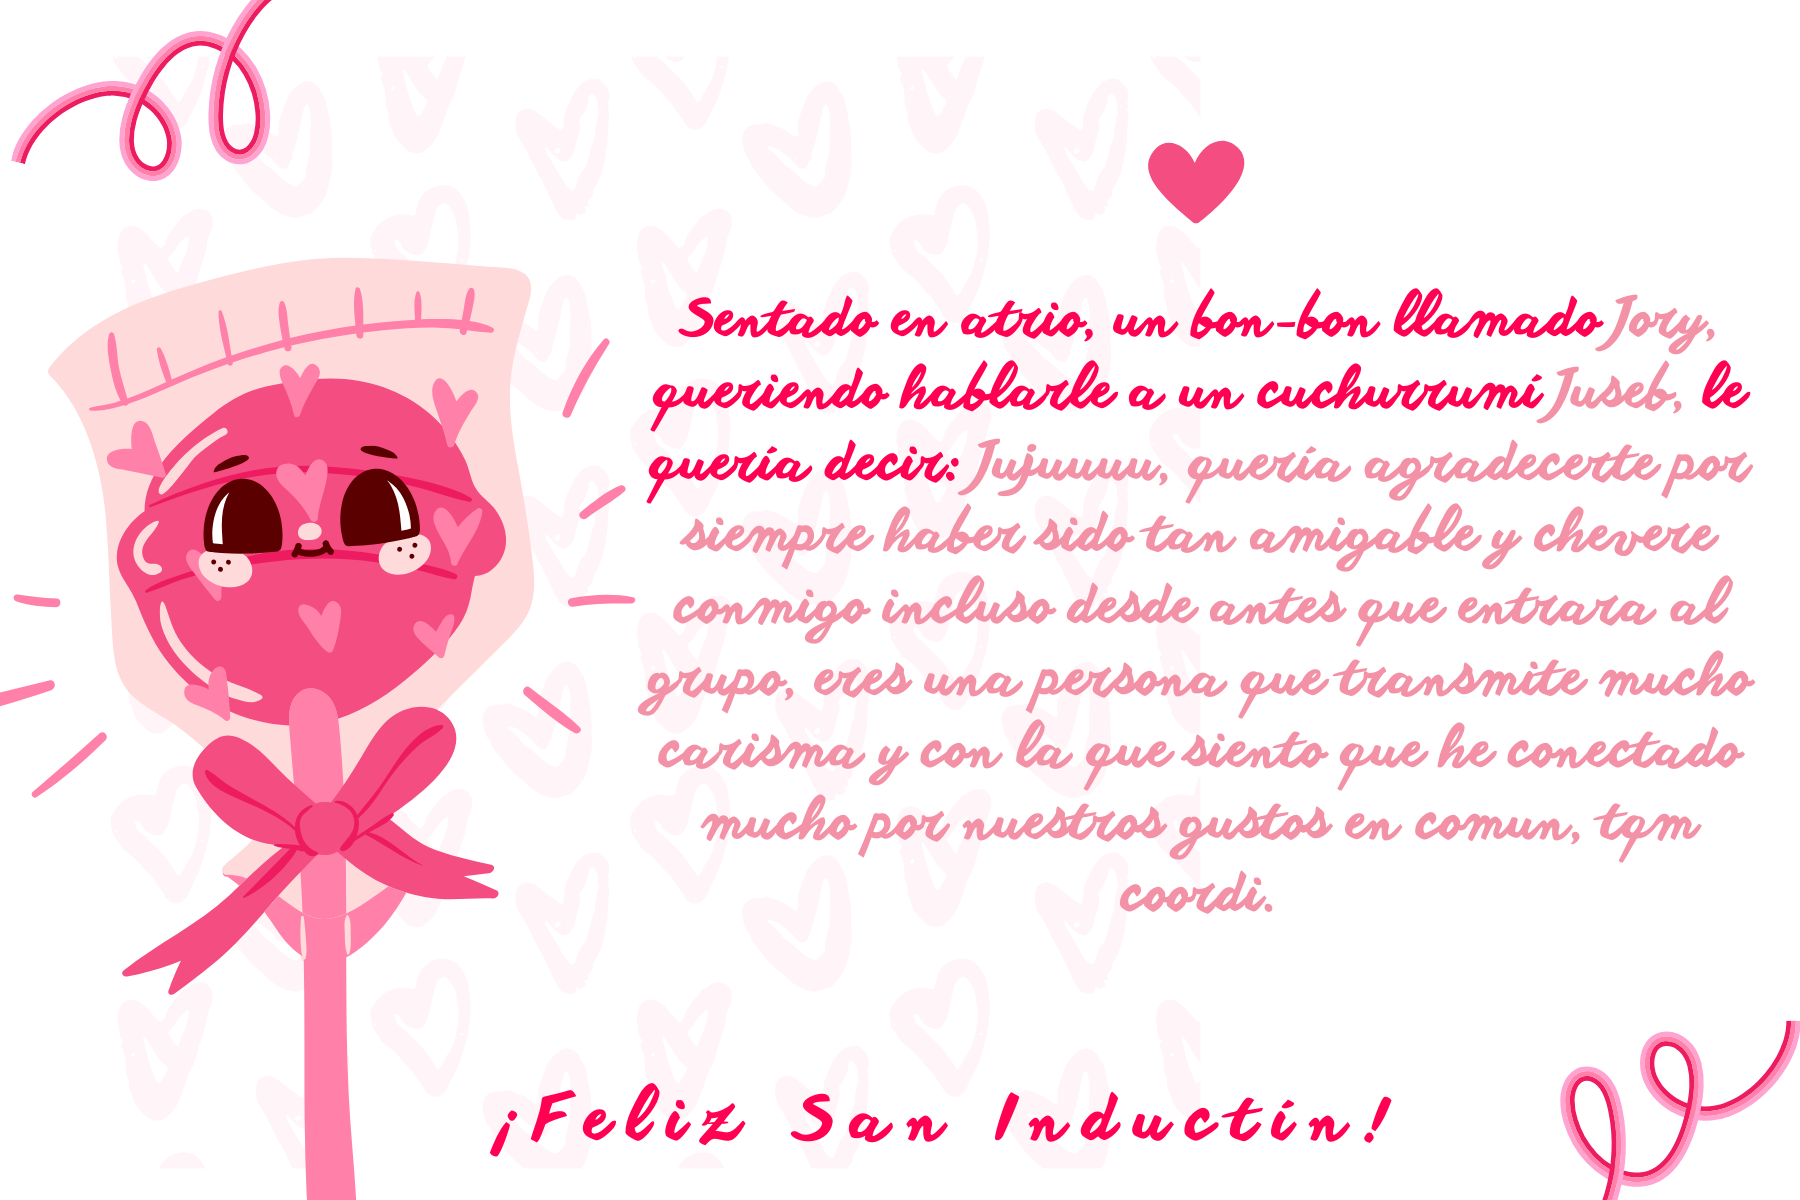 Sentado en atrio, un bon-bon llamado Jory,
queriendo hablarle a un cuchurrumí Juseb, le
quería decir: Jujuuuu, quería agradecerte por
siempre haber sido tan amigable y chevere
conmigo incluso desde antes que entrara al
grupo, eres una persona que transmite mucho
carisma y con la que siento que he conectado
mucho por nuestros gustos en comun, tqm
coordi.
¡Feliz San Inductín!